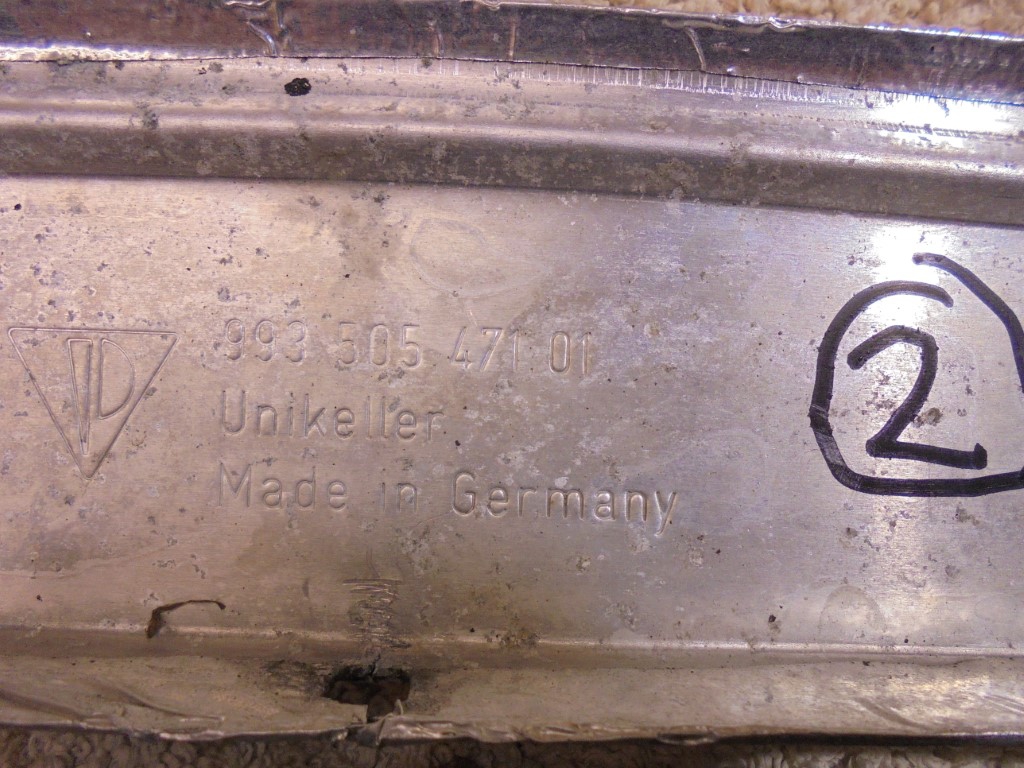 993 505 471 01
Unikeller
Made in Germany
2